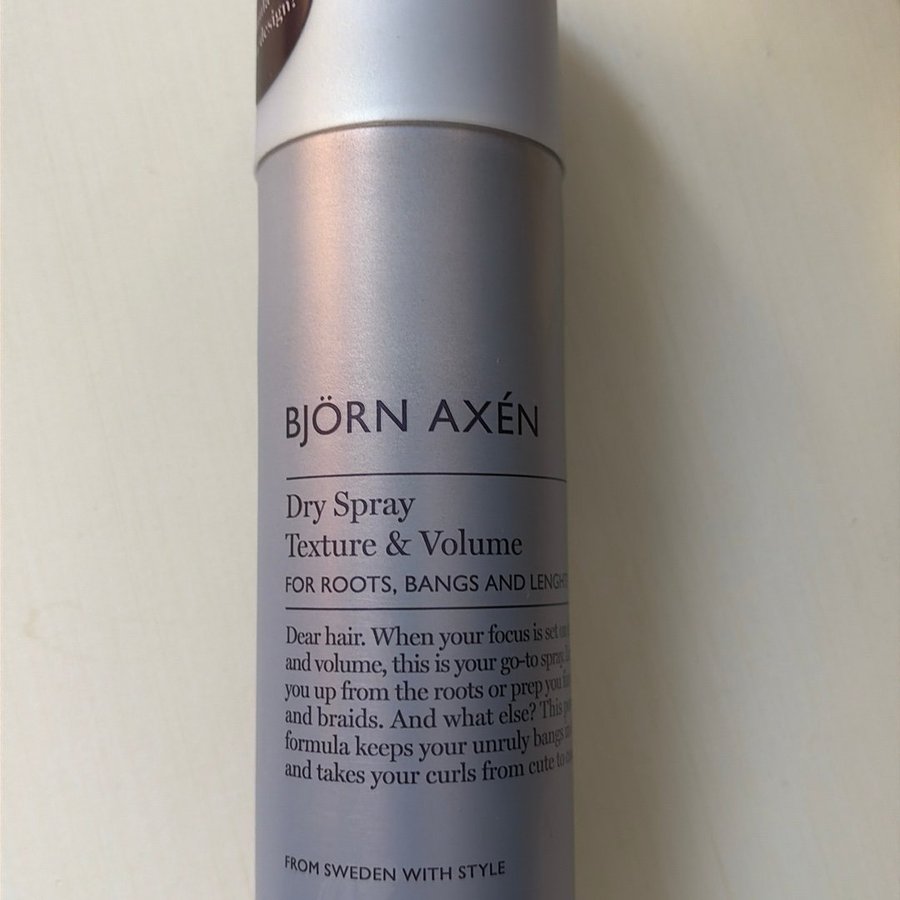 design!
BJÖRN AXÉN
Dry Spray
Texture & Volume
FOR ROOTS, BANGS AND
Dear hair. When your focus is set
and volume, this is your go-to spray.
you up from the roots or prep you
and braids. And what else? This
formula keeps your unruly bangs
and takes your curls from cute to
FROM SWEDEN WITH STYLE